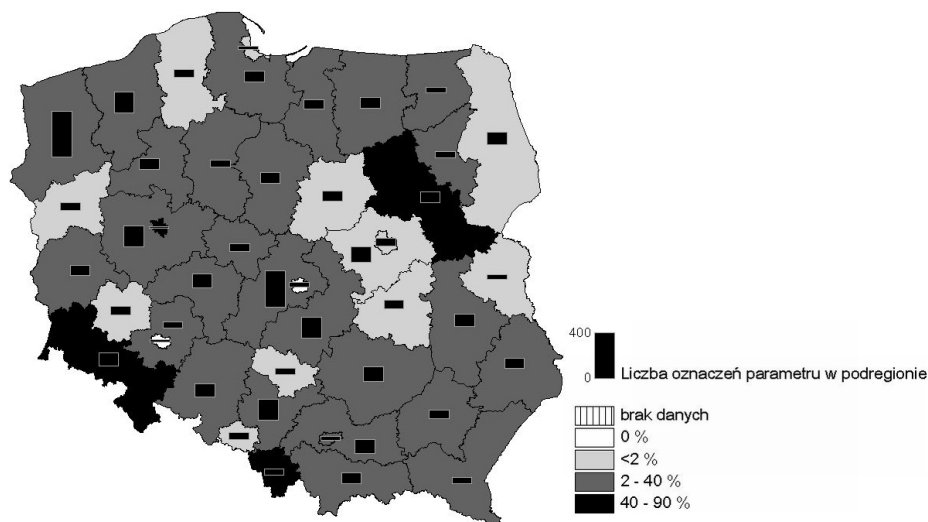 400
0
Liczba oznaczeń parametru w podregionie
brak danych
0 %
<2 %
2 - 40 %
40 - 90 %